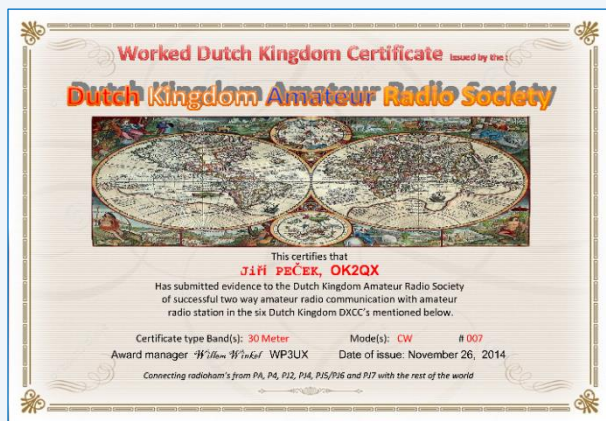 Worked Dutch Kingdom Certificate Issued by the:
Dutch Kingdom Amateur Radio Society
This certifies that
Jiří PEČEK, OK2QX
Has submitted evidence to the Dutch Kingdom Amateur Radio Society
of successful two way amateur radio communication with amateur
radio station in the six Dutch Kingdom DXCC's mentioned below.
Certificate type Band(s): 30 Meter Mode(s): CW # 007
Award manager Willem Winkel WP3UX Date of issue: November 26, 2014
Connecting radioham's from PA, P4, PJ2, PJ4, PJ5/PJ6 and PJ7 with the rest of the world